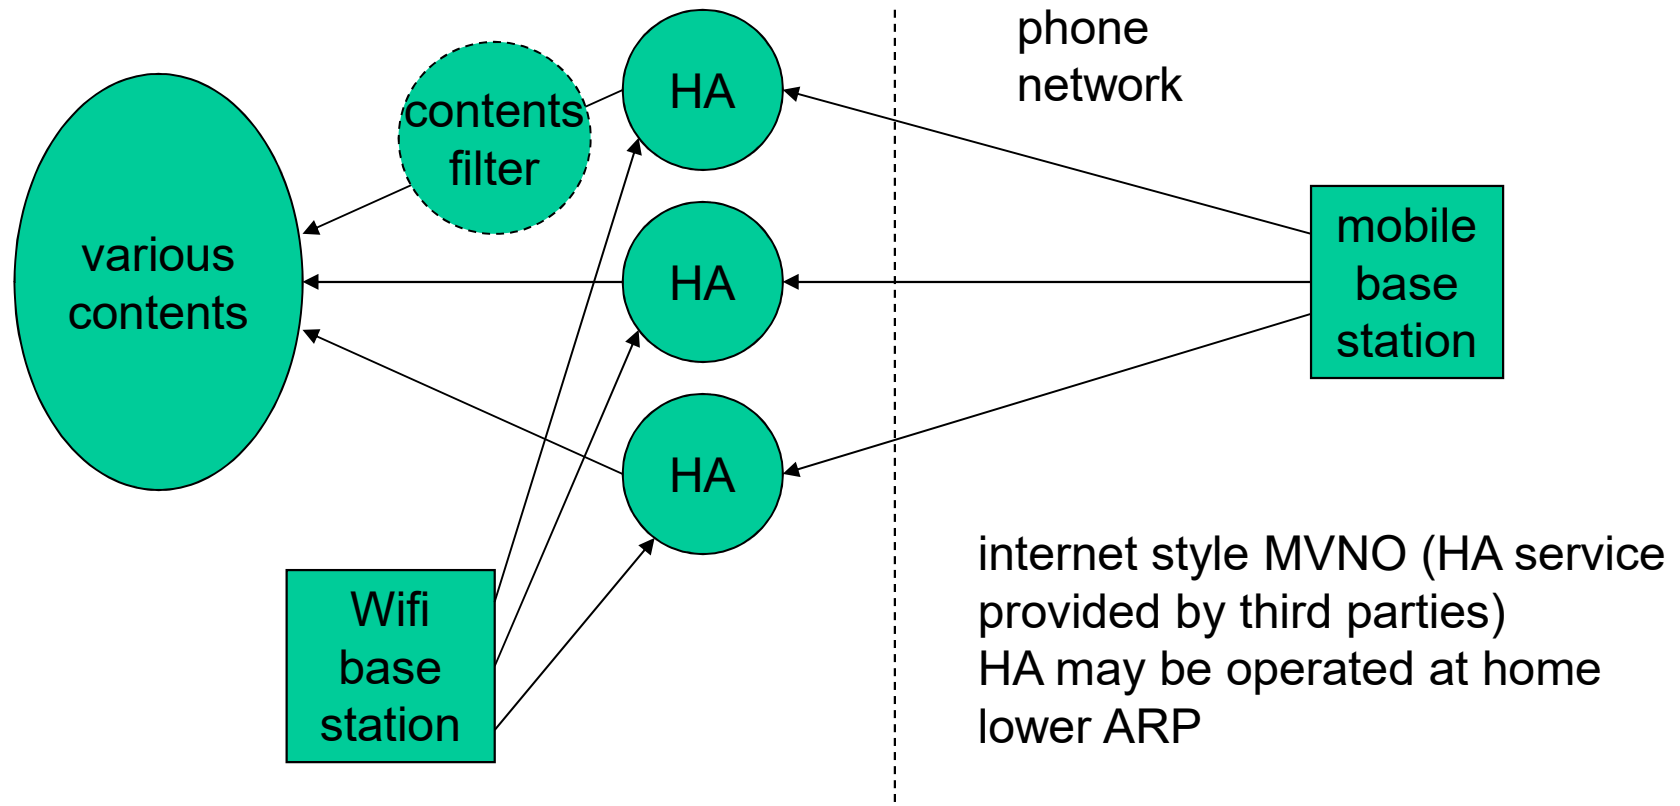 phone
network
HA
contents
filter
various
contents
HA
mobile
base
station
HA
Wifi
base
station
internet style MVNO (HA service
provided by third parties)
HA may be operated at home
lower ARP